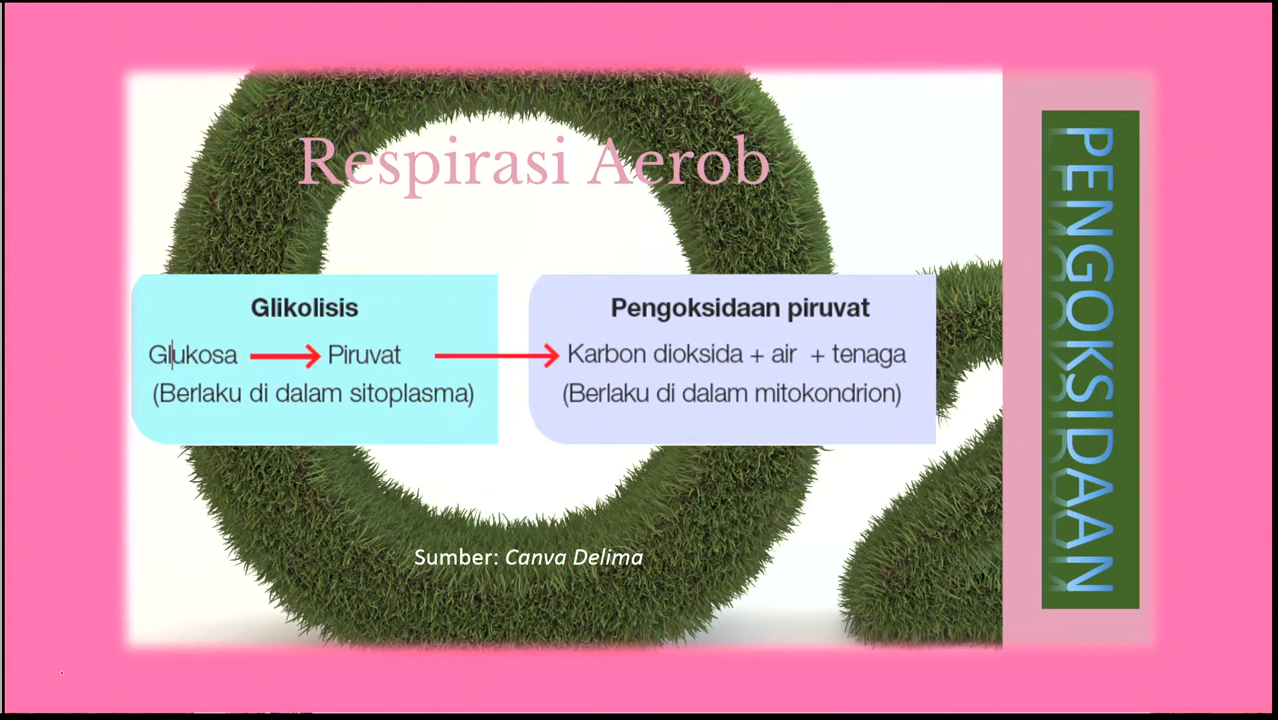 Respirasi Aerob
Glikolisis
Glukosa Piruvat
(Berlaku di dalam sitoplasma)
Pengoksidaan piruvat
Karbon dioksida + air + tenaga
(Berlaku di dalam mitokondrion)
Sumber: Canva Delima
PENGOKSIDAAN